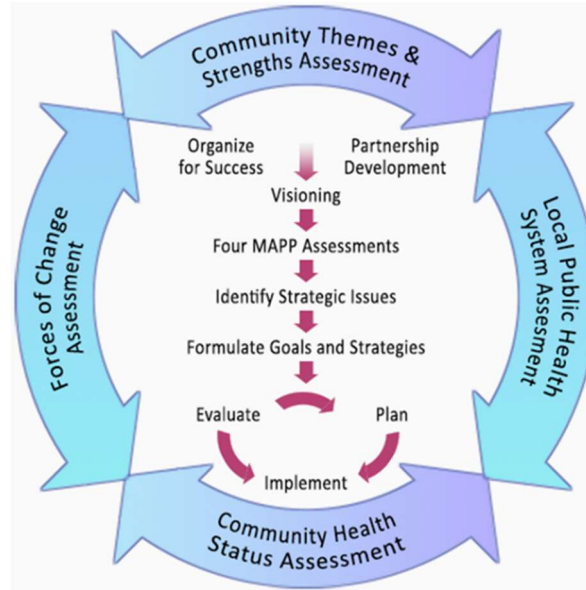 Community Themes &
Strengths Assessment
Organize
for Success
Partnership
Development
Visioning
Four MAPP Assessments
Identify Strategic Issues
Formulate Goals and Strategies
Evaluate
Plan
Implement
Forces of Change
Assessment
Local Public Health
System Assesment
Community Health
Status Assessment